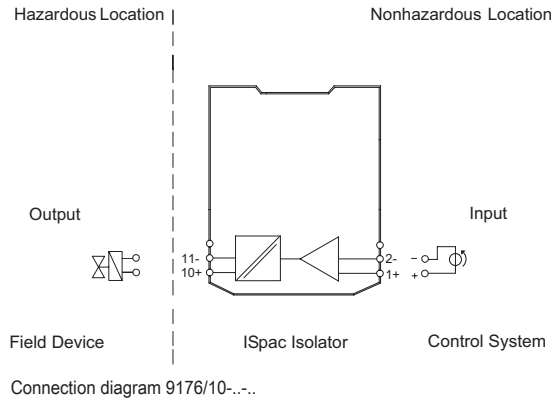 Hazardous Location
Nonhazardous Location
Output
Input
11-
10+
2-
1+
−
+
Field Device
ISpac Isolator
Control System
Connection diagram 9176/10-..-..